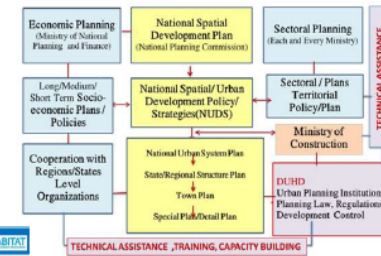 Economic Planning
(Ministry of National
Planning and Finance)
National Spatial
Development Plan
(National Planning Commission)
Sectoral Planning
(Each and Every Ministry)
TECHNICAL ASSISTANCE
Long/Medium/
Short Term Socio-
economic Plans /
Policies
National Spatial/ Urban
Development Policy/
Strategies(NUDS)
Sectoral / Plans
Territorial
Policy/Plan
Ministry of
Construction
Cooperation with
Regions/States
Level
Organizations
National Urban System Plan
State/Regional Structure Plan
Town Plan
Special Plan/Detail Plan
DUHD
Urban Planning Institution
Planning Law, Regulations
Development Control
ABITAT
TECHNICAL ASSISTANCE ,TRAINING, CAPACITY BUILDING